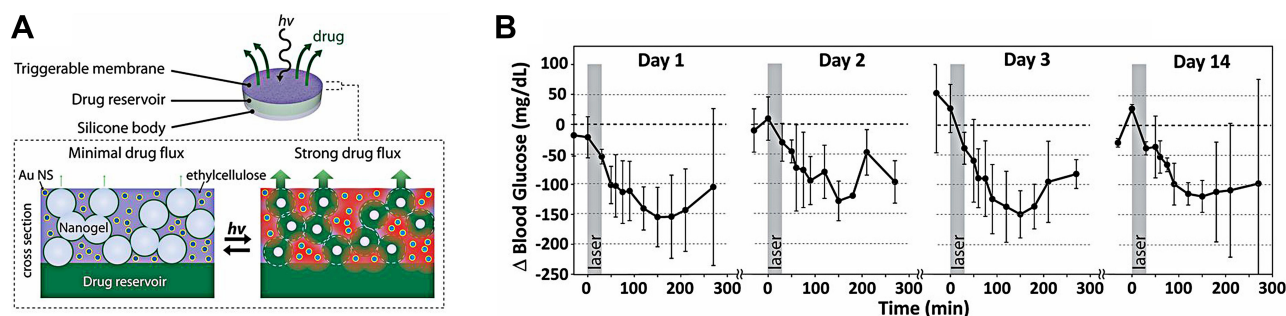 A
hv
drug
Triggerable membrane
Drug reservoir
Silicone body
Minimal drug flux
Strong drug flux
Au NS
ethylcellulose
cross section
Nanogel
hv
Drug reservoir
B
Day 1
Day 2
Day 3
Day 14
Δ Blood Glucose (mg/dL)
100
50
0
-50
-100
-150
-200
-250
laser
laser
laser
laser
0 100 200 300
0 100 200 300
0 100 200 300
0 100 200 300
Time (min)